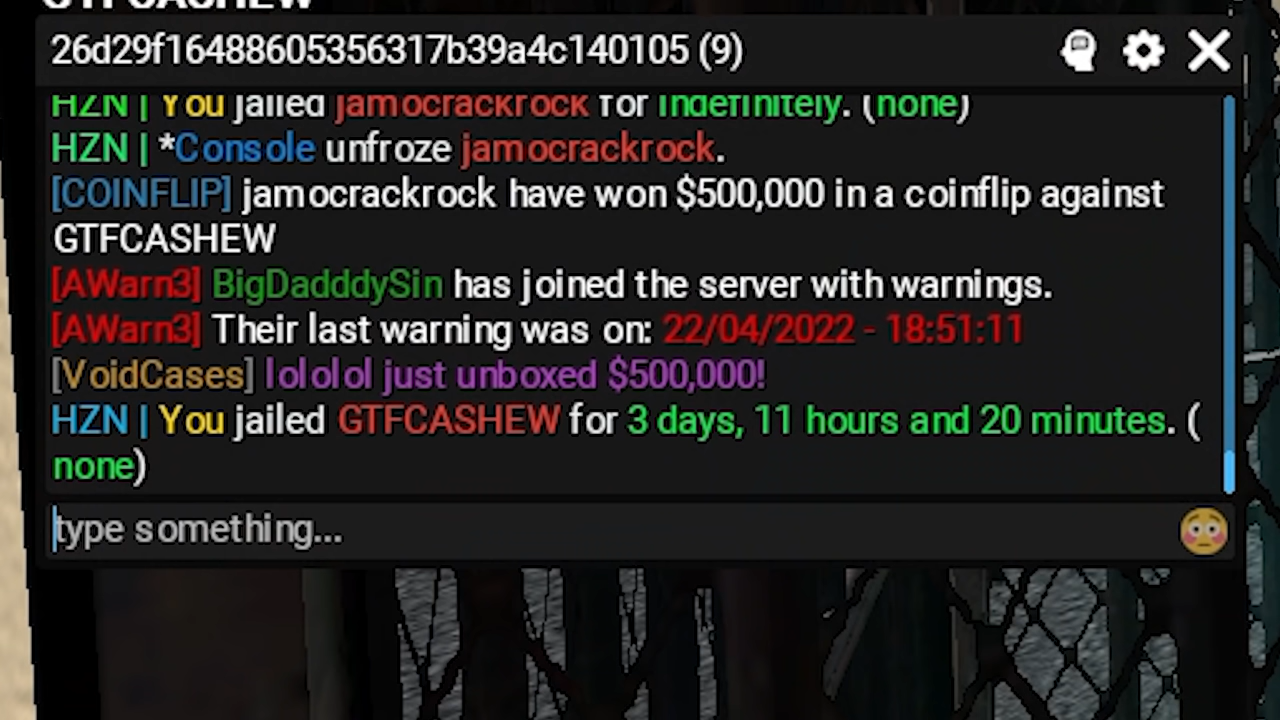 GTFCASHEW
26d29f16488605356317b39a4c140105 (9)
HZN | You jailed jamocrackrock for Indefinitely. (none)
HZN | *Console unfroze jamocrackrock.
[COINFLIP] jamocrackrock have won $500,000 in a coinflip against
GTFCASHEW
[AWarn3] BigDadddySin has joined the server with warnings.
[AWarn3] Their last warning was on: 22/04/2022 - 18:51:11
[VoidCases] lololol just unboxed $500,000!
HZN | You jailed GTFCASHEW for 3 days, 11 hours and 20 minutes. (
none)
type something...